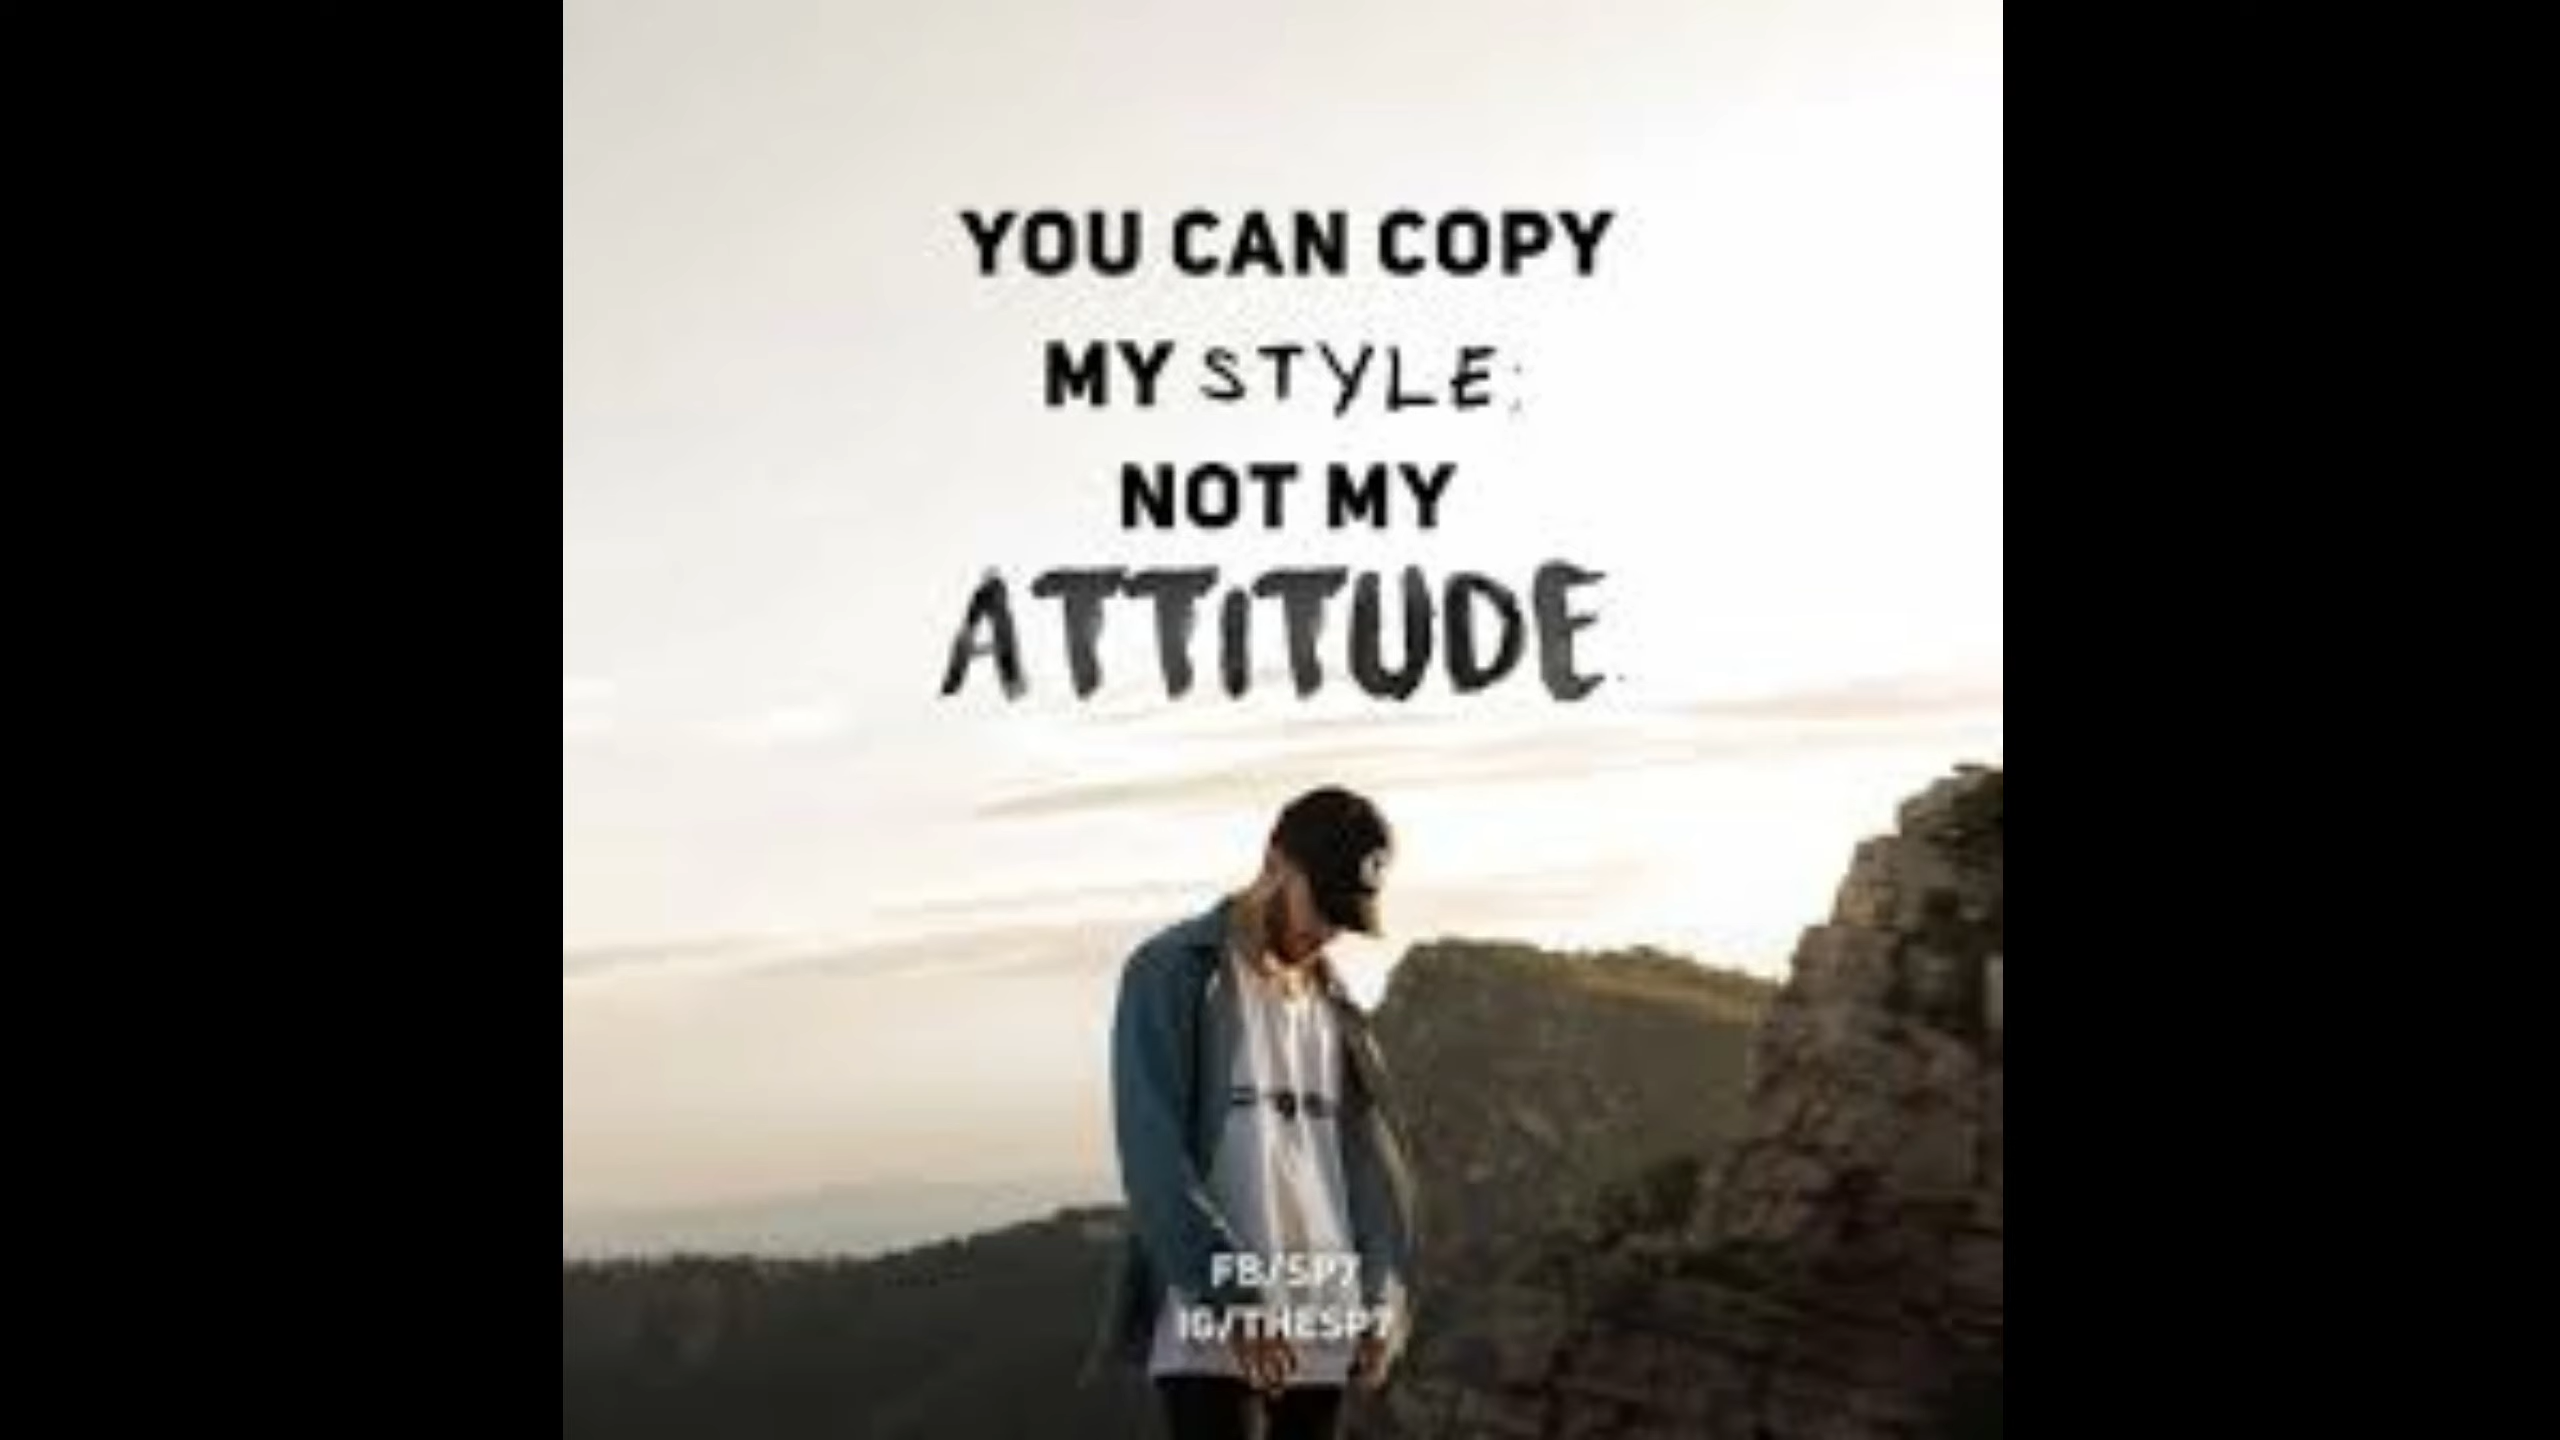 YOU CAN COPY
MY STYLE;
NOT MY
ATTITUDE.
FB/SP7
IG/THESP7